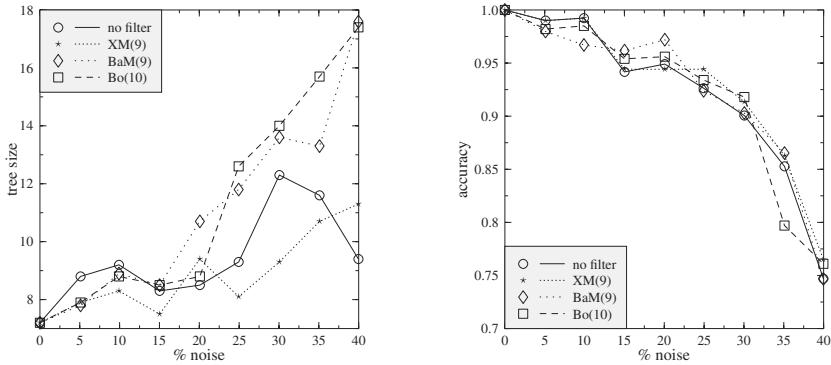 18
16
14
12
10
8
tree size
no filter
XM(9)
BaM(9)
Bo(10)
0 5 10 15 20 25 30 35 40
% noise
1.0
0.95
0.9
0.85
0.8
0.75
0.7
accuracy
no filter
XM(9)
BaM(9)
Bo(10)
0 5 10 15 20 25 30 35 40
% noise